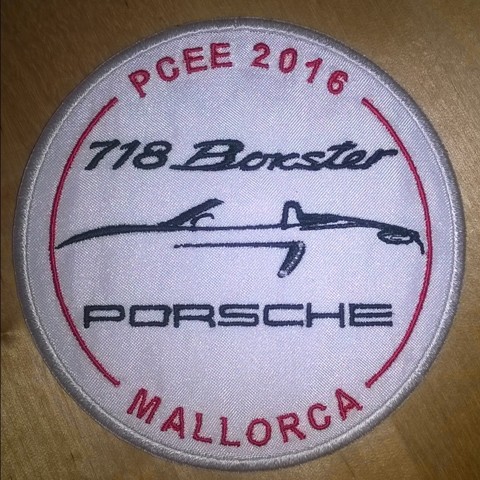 PCEE 2016
718 Boxster
PORSCHE
MALLORCA